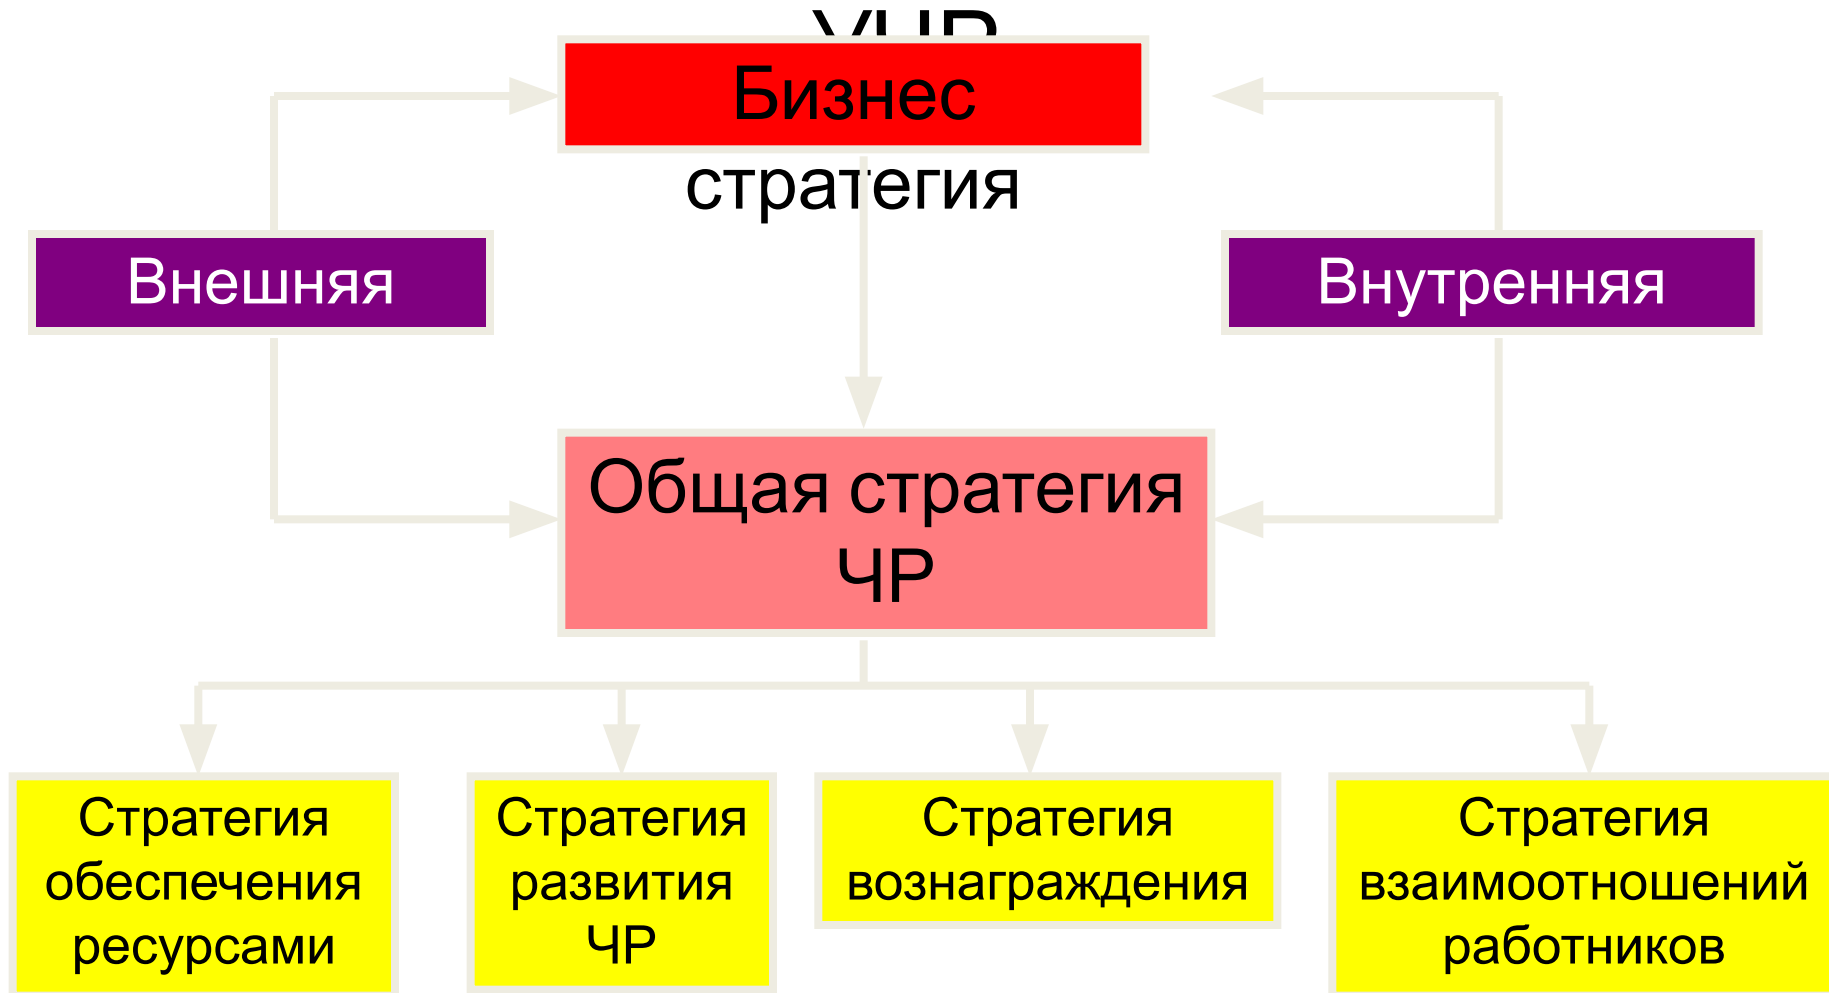 Бизнес
стратегия
Внешняя
Внутренняя
Общая стратегия
ЧР
Стратегия
обеспечения
ресурсами
Стратегия
развития
ЧР
Стратегия
вознаграждения
Стратегия
взаимоотношений
работников